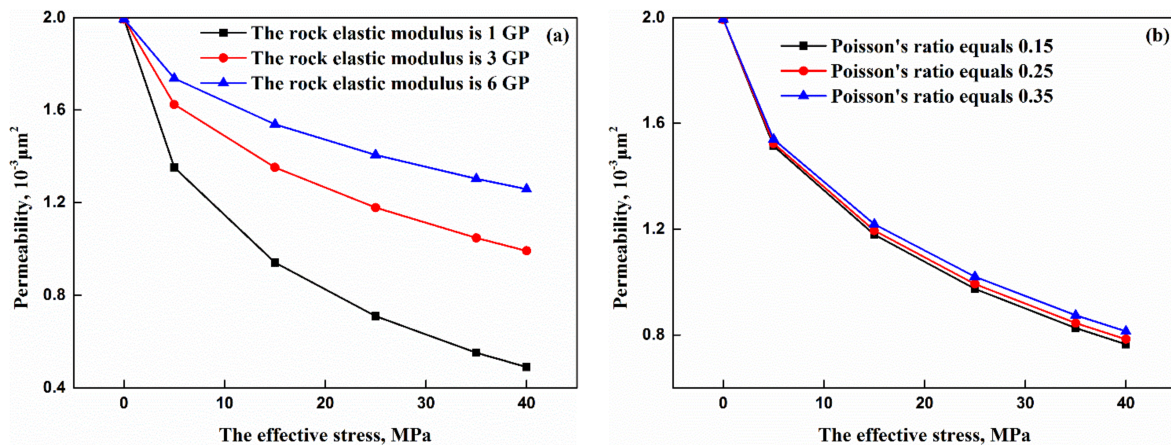 2.0
1.6
1.2
0.8
0.4
Permeability, 10⁻³μm²
The rock elastic modulus is 1 GP
The rock elastic modulus is 3 GP
The rock elastic modulus is 6 GP
(a)
0 10 20 30 40
The effective stress, MPa
2.0
1.6
1.2
0.8
Permeability, 10⁻³μm²
Poisson's ratio equals 0.15
Poisson's ratio equals 0.25
Poisson's ratio equals 0.35
(b)
0 10 20 30 40
The effective stress, MPa